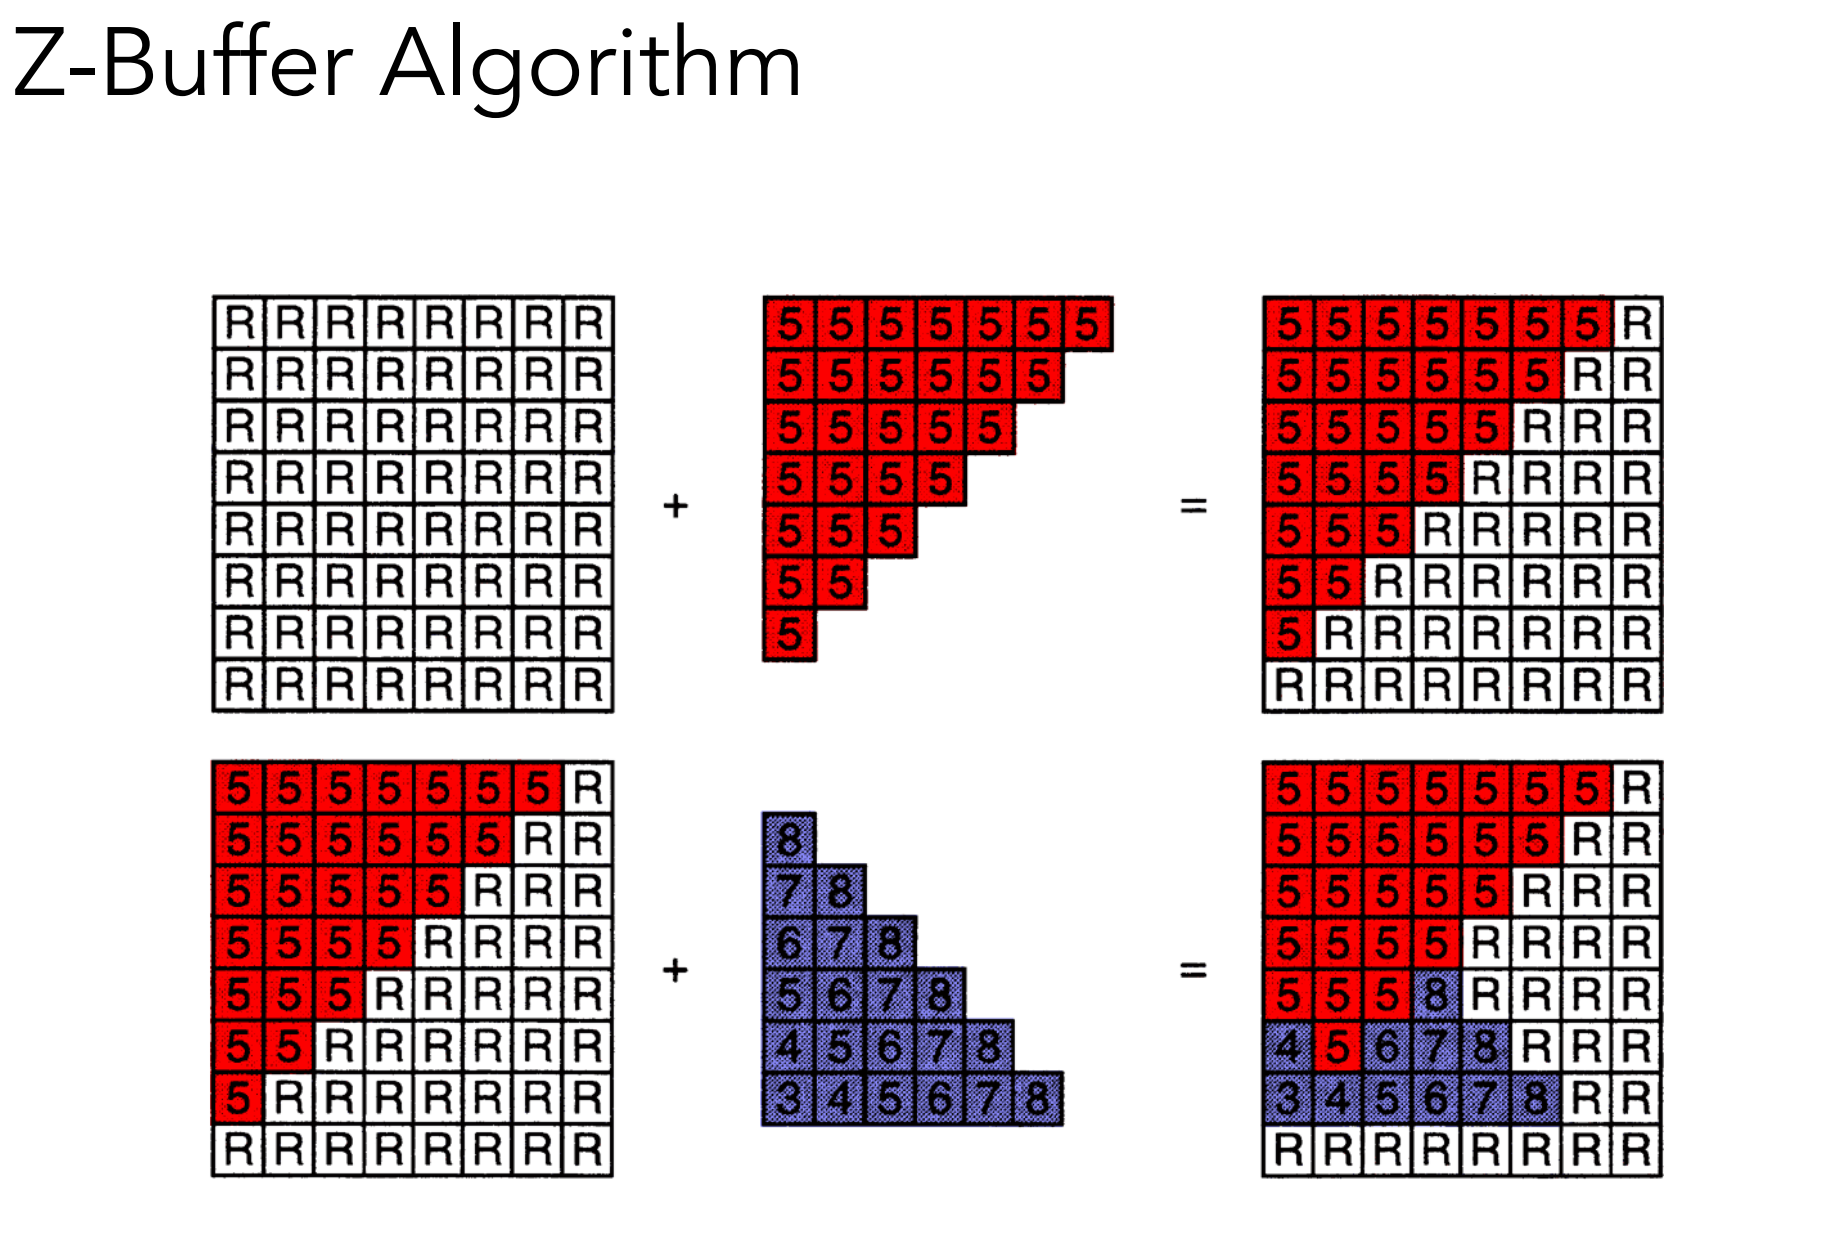 Z-Buffer Algorithm
R R R R R R R R
R R R R R R R R
R R R R R R R R
R R R R R R R R
R R R R R R R R
R R R R R R R R
R R R R R R R R
R R R R R R R R
+
5 5 5 5 5 5 5
5 5 5 5 5 5
5 5 5 5 5
5 5 5 5
5 5 5
5 5
5
=
5 5 5 5 5 5 5 R
5 5 5 5 5 5 R R
5 5 5 5 5 R R R
5 5 5 5 R R R R
5 5 5 R R R R R
5 5 R R R R R R
5 R R R R R R R
R R R R R R R R
5 5 5 5 5 5 5 R
5 5 5 5 5 5 R R
5 5 5 5 5 R R R
5 5 5 5 R R R R
5 5 5 R R R R R
5 5 R R R R R R
5 R R R R R R R
R R R R R R R R
+
8
7 8
6 7 8
5 6 7 8
4 5 6 7 8
3 4 5 6 7 8
=
5 5 5 5 5 5 5 R
5 5 5 5 5 5 R R
5 5 5 5 5 R R R
5 5 5 5 R R R R
5 5 5 8 R R R R
4 5 6 7 8 R R R
3 4 5 6 7 8 R R
R R R R R R R R